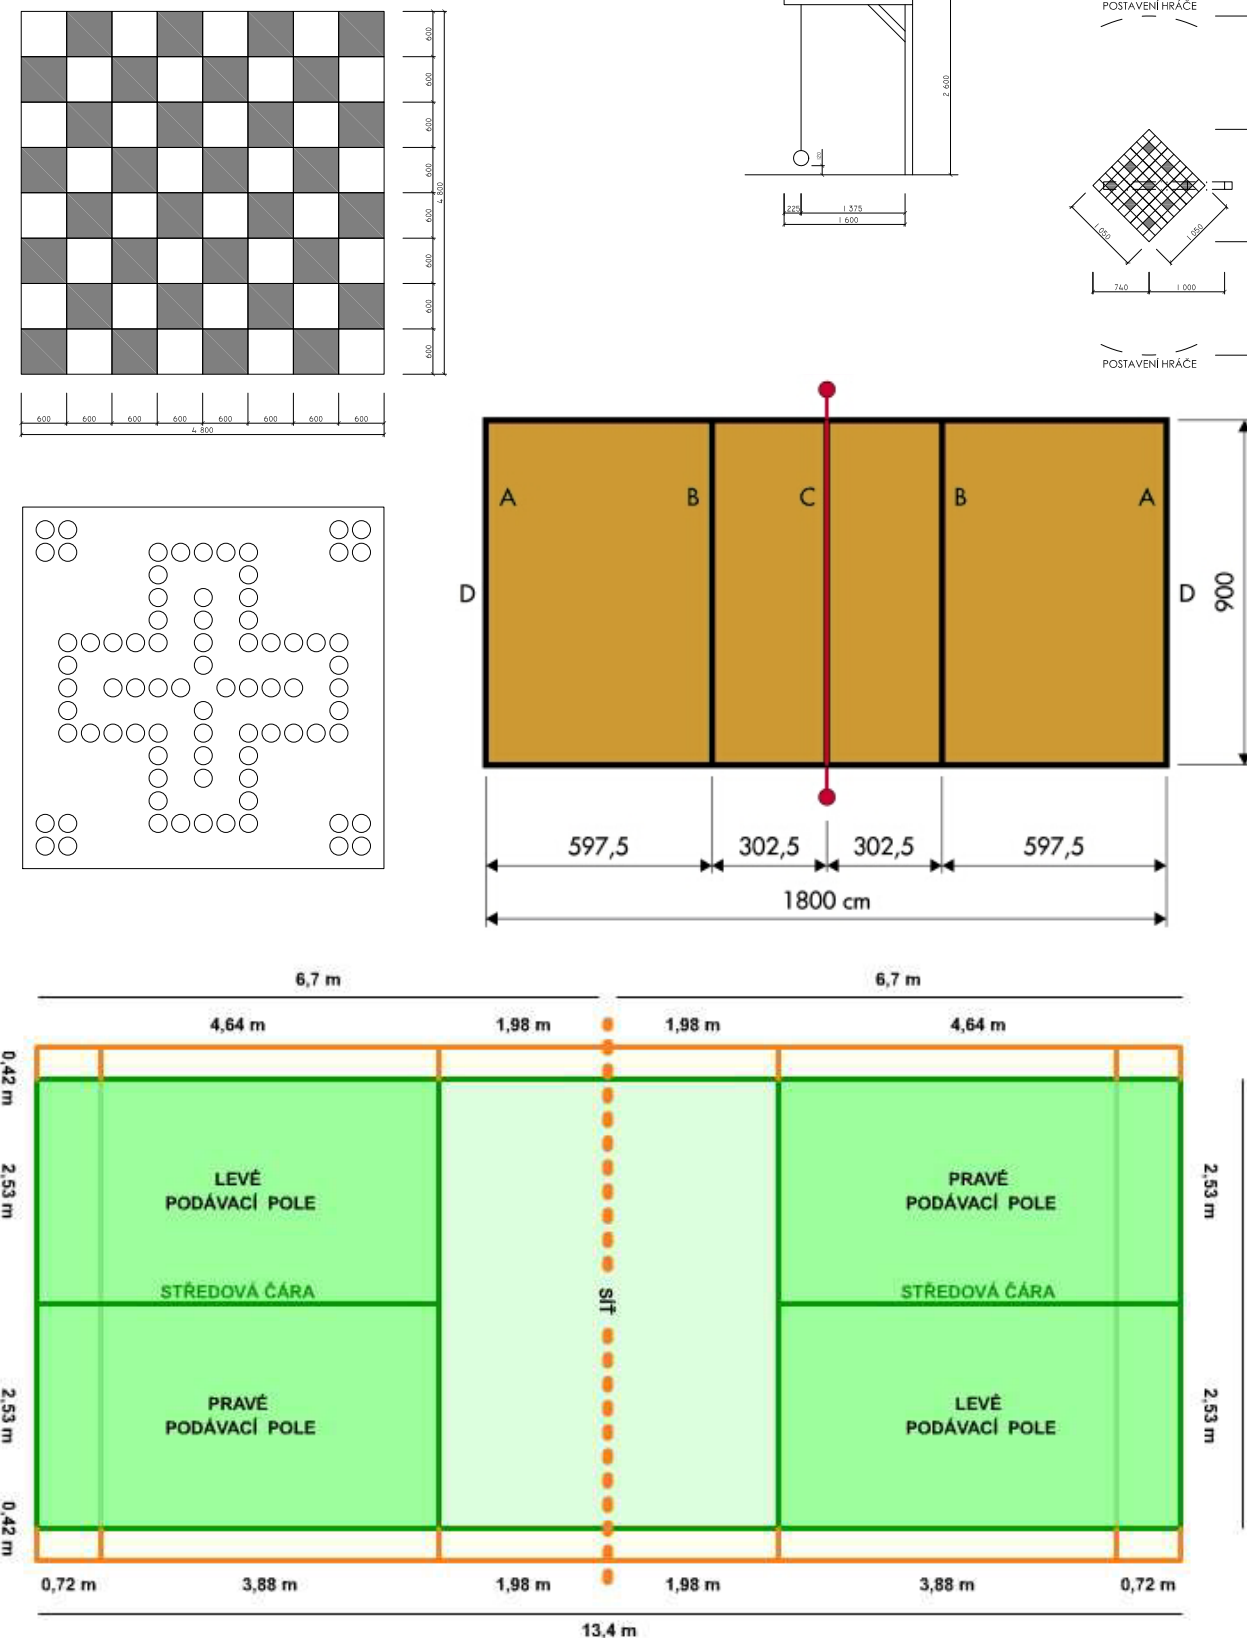 POSTAVENÍ HRÁČE
600
600
600
600
600
600
600
600
4 800
600
600
600
600
600
600
600
600
4 800
2 600
120
225
1 375
1 600
1 050
1 050
740
1 000
POSTAVENÍ HRÁČE
A
B
C
B
A
D
D
900
597,5
302,5
302,5
597,5
1800 cm
6,7 m
6,7 m
4,64 m
1,98 m
1,98 m
4,64 m
0,42 m
2,53 m
2,53 m
0,42 m
LEVÉ
PODÁVACÍ POLE
STŘEDOVÁ ČÁRA
PRAVÉ
PODÁVACÍ POLE
SÍŤ
PRAVÉ
PODÁVACÍ POLE
STŘEDOVÁ ČÁRA
LEVÉ
PODÁVACÍ POLE
2,53 m
2,53 m
0,72 m
3,88 m
1,98 m
1,98 m
3,88 m
0,72 m
13,4 m